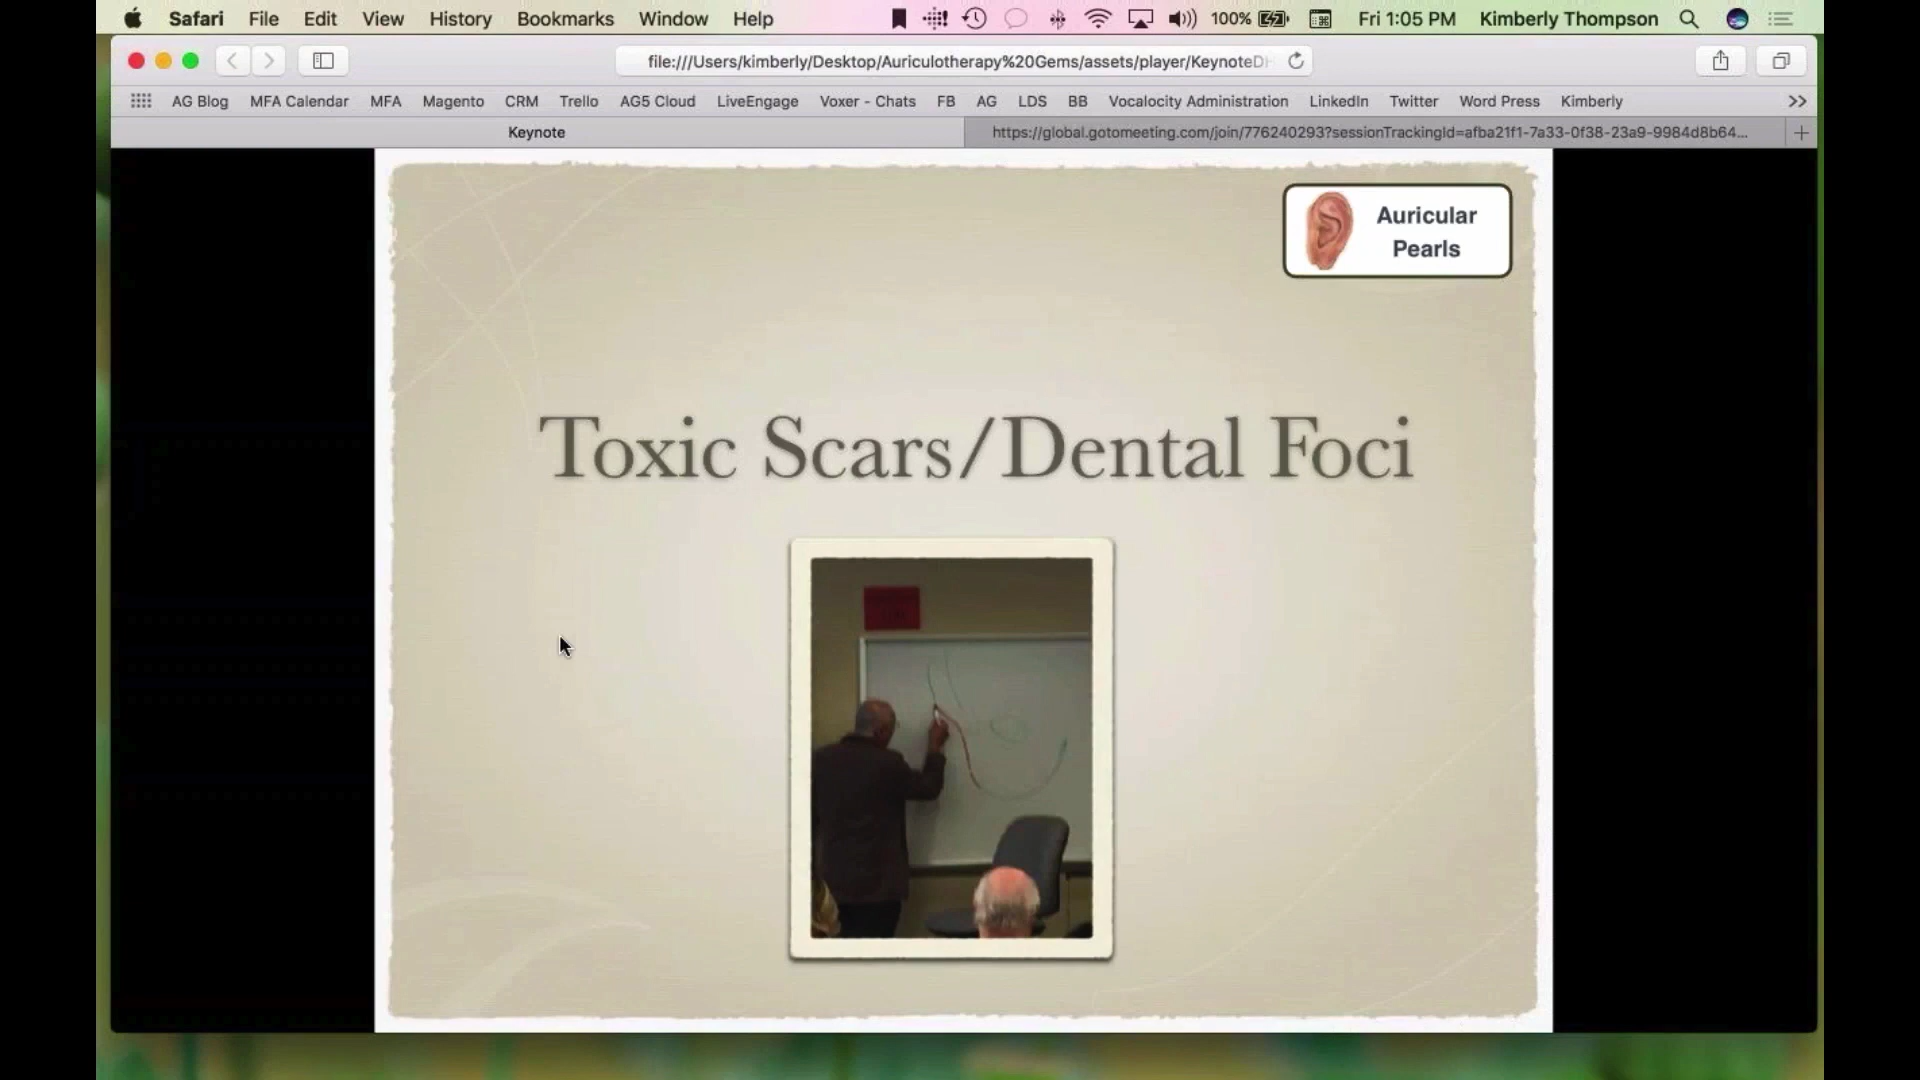 Safari File Edit View History Bookmarks Window Help 100% Fri 1:05 PM Kimberly Thompson
file:///Users/kimberly/Desktop/Auriculotherapy%20Gems/assets/player/KeynoteDH
AG Blog MFA Calendar MFA Magento CRM Trello AG5 Cloud LiveEngage Voxer - Chats FB AG LDS BB Vocalocity Administration LinkedIn Twitter Word Press Kimberly >>
Keynote https://global.gotomeeting.com/join/776240293?sessionTrackingId=afba21f1-7a33-0f38-23a9-9984d8b64...
Auricular
Pearls
Toxic Scars/Dental Foci